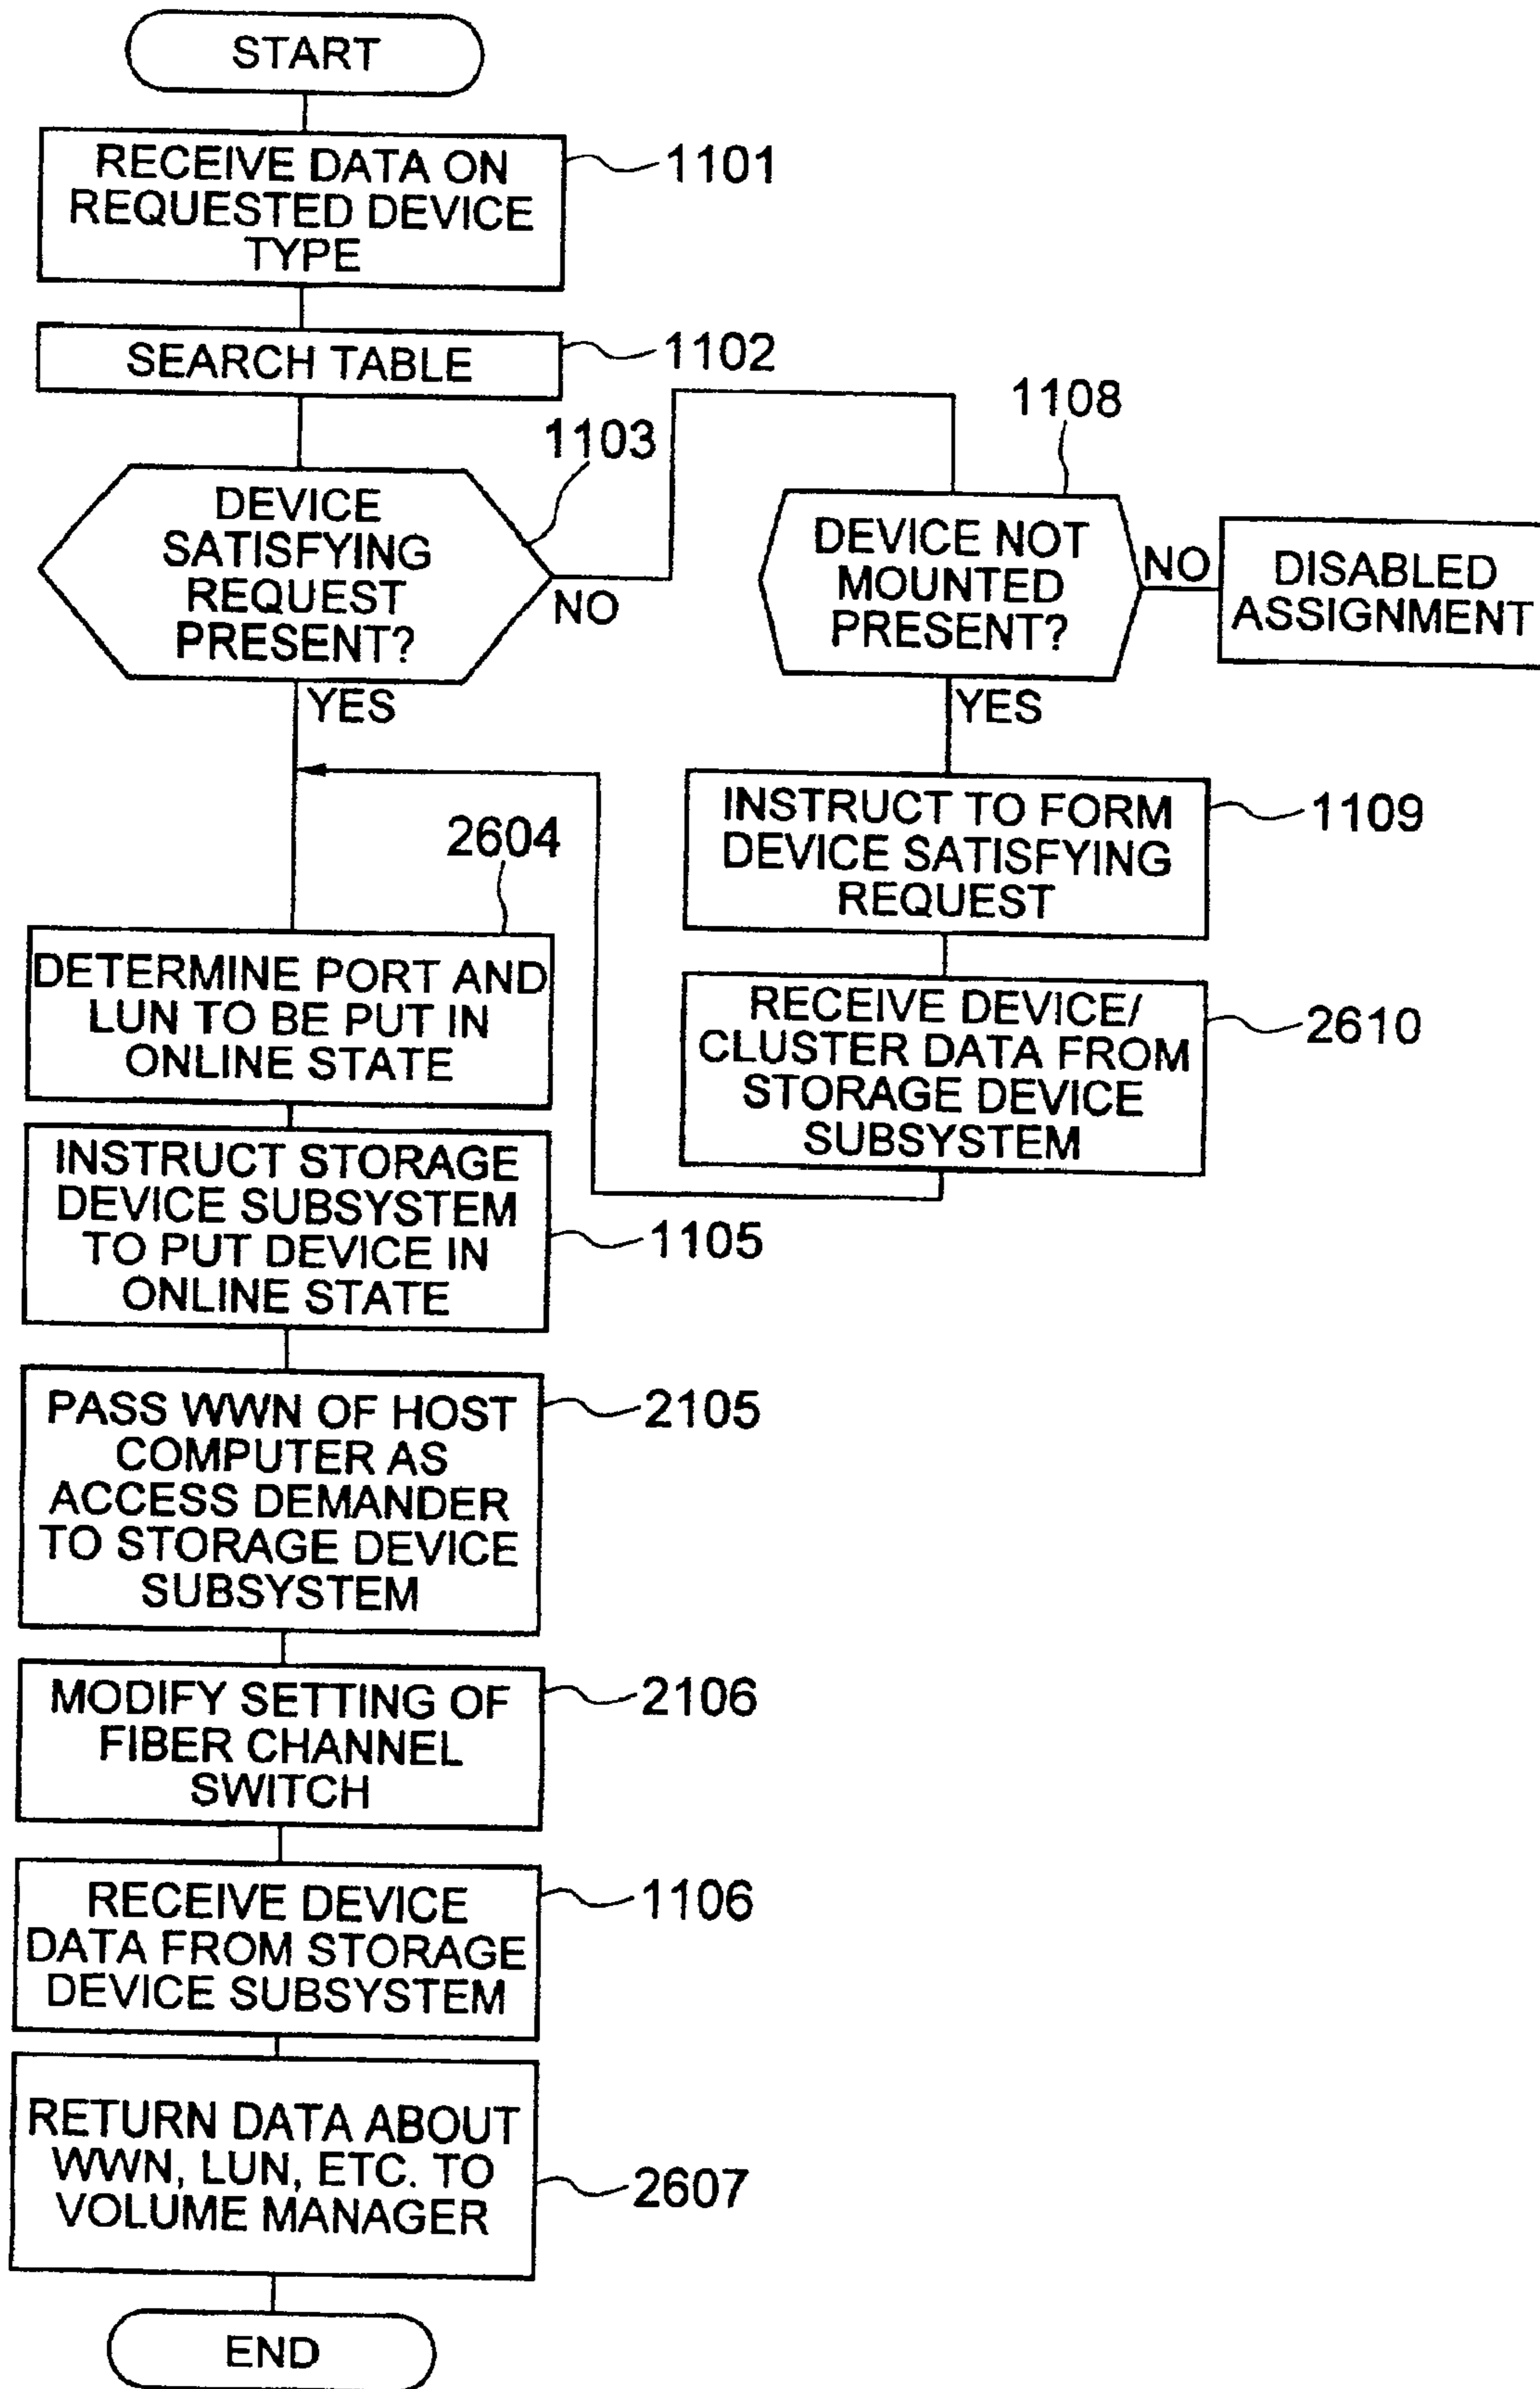 START
RECEIVE DATA ON
REQUESTED DEVICE
TYPE
1101
SEARCH TABLE
1102
1103
DEVICE
SATISFYING
REQUEST
PRESENT?
NO
YES
1108
DEVICE NOT
MOUNTED
PRESENT?
NO
DISABLED
ASSIGNMENT
YES
INSTRUCT TO FORM
DEVICE SATISFYING
REQUEST
1109
RECEIVE DEVICE/
CLUSTER DATA FROM
STORAGE DEVICE
SUBSYSTEM
2610
2604
DETERMINE PORT AND
LUN TO BE PUT IN
ONLINE STATE
INSTRUCT STORAGE
DEVICE SUBSYSTEM
TO PUT DEVICE IN
ONLINE STATE
1105
PASS WWN OF HOST
COMPUTER AS
ACCESS DEMANDER
TO STORAGE DEVICE
SUBSYSTEM
2105
MODIFY SETTING OF
FIBER CHANNEL
SWITCH
2106
RECEIVE DEVICE
DATA FROM STORAGE
DEVICE SUBSYSTEM
1106
RETURN DATA ABOUT
WWN, LUN, ETC. TO
VOLUME MANAGER
2607
END